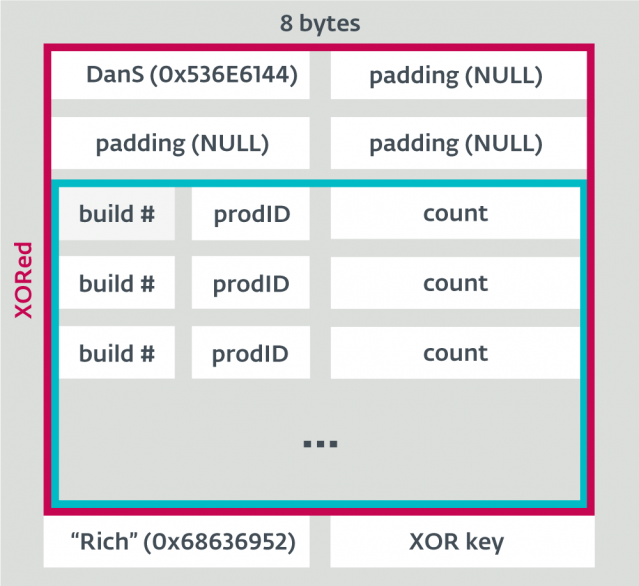 8 bytes
DanS (0x536E6144) padding (NULL)
padding (NULL) padding (NULL)
build # prodID count
build # prodID count
build # prodID count
...
XORed
“Rich” (0x68636952) XOR key